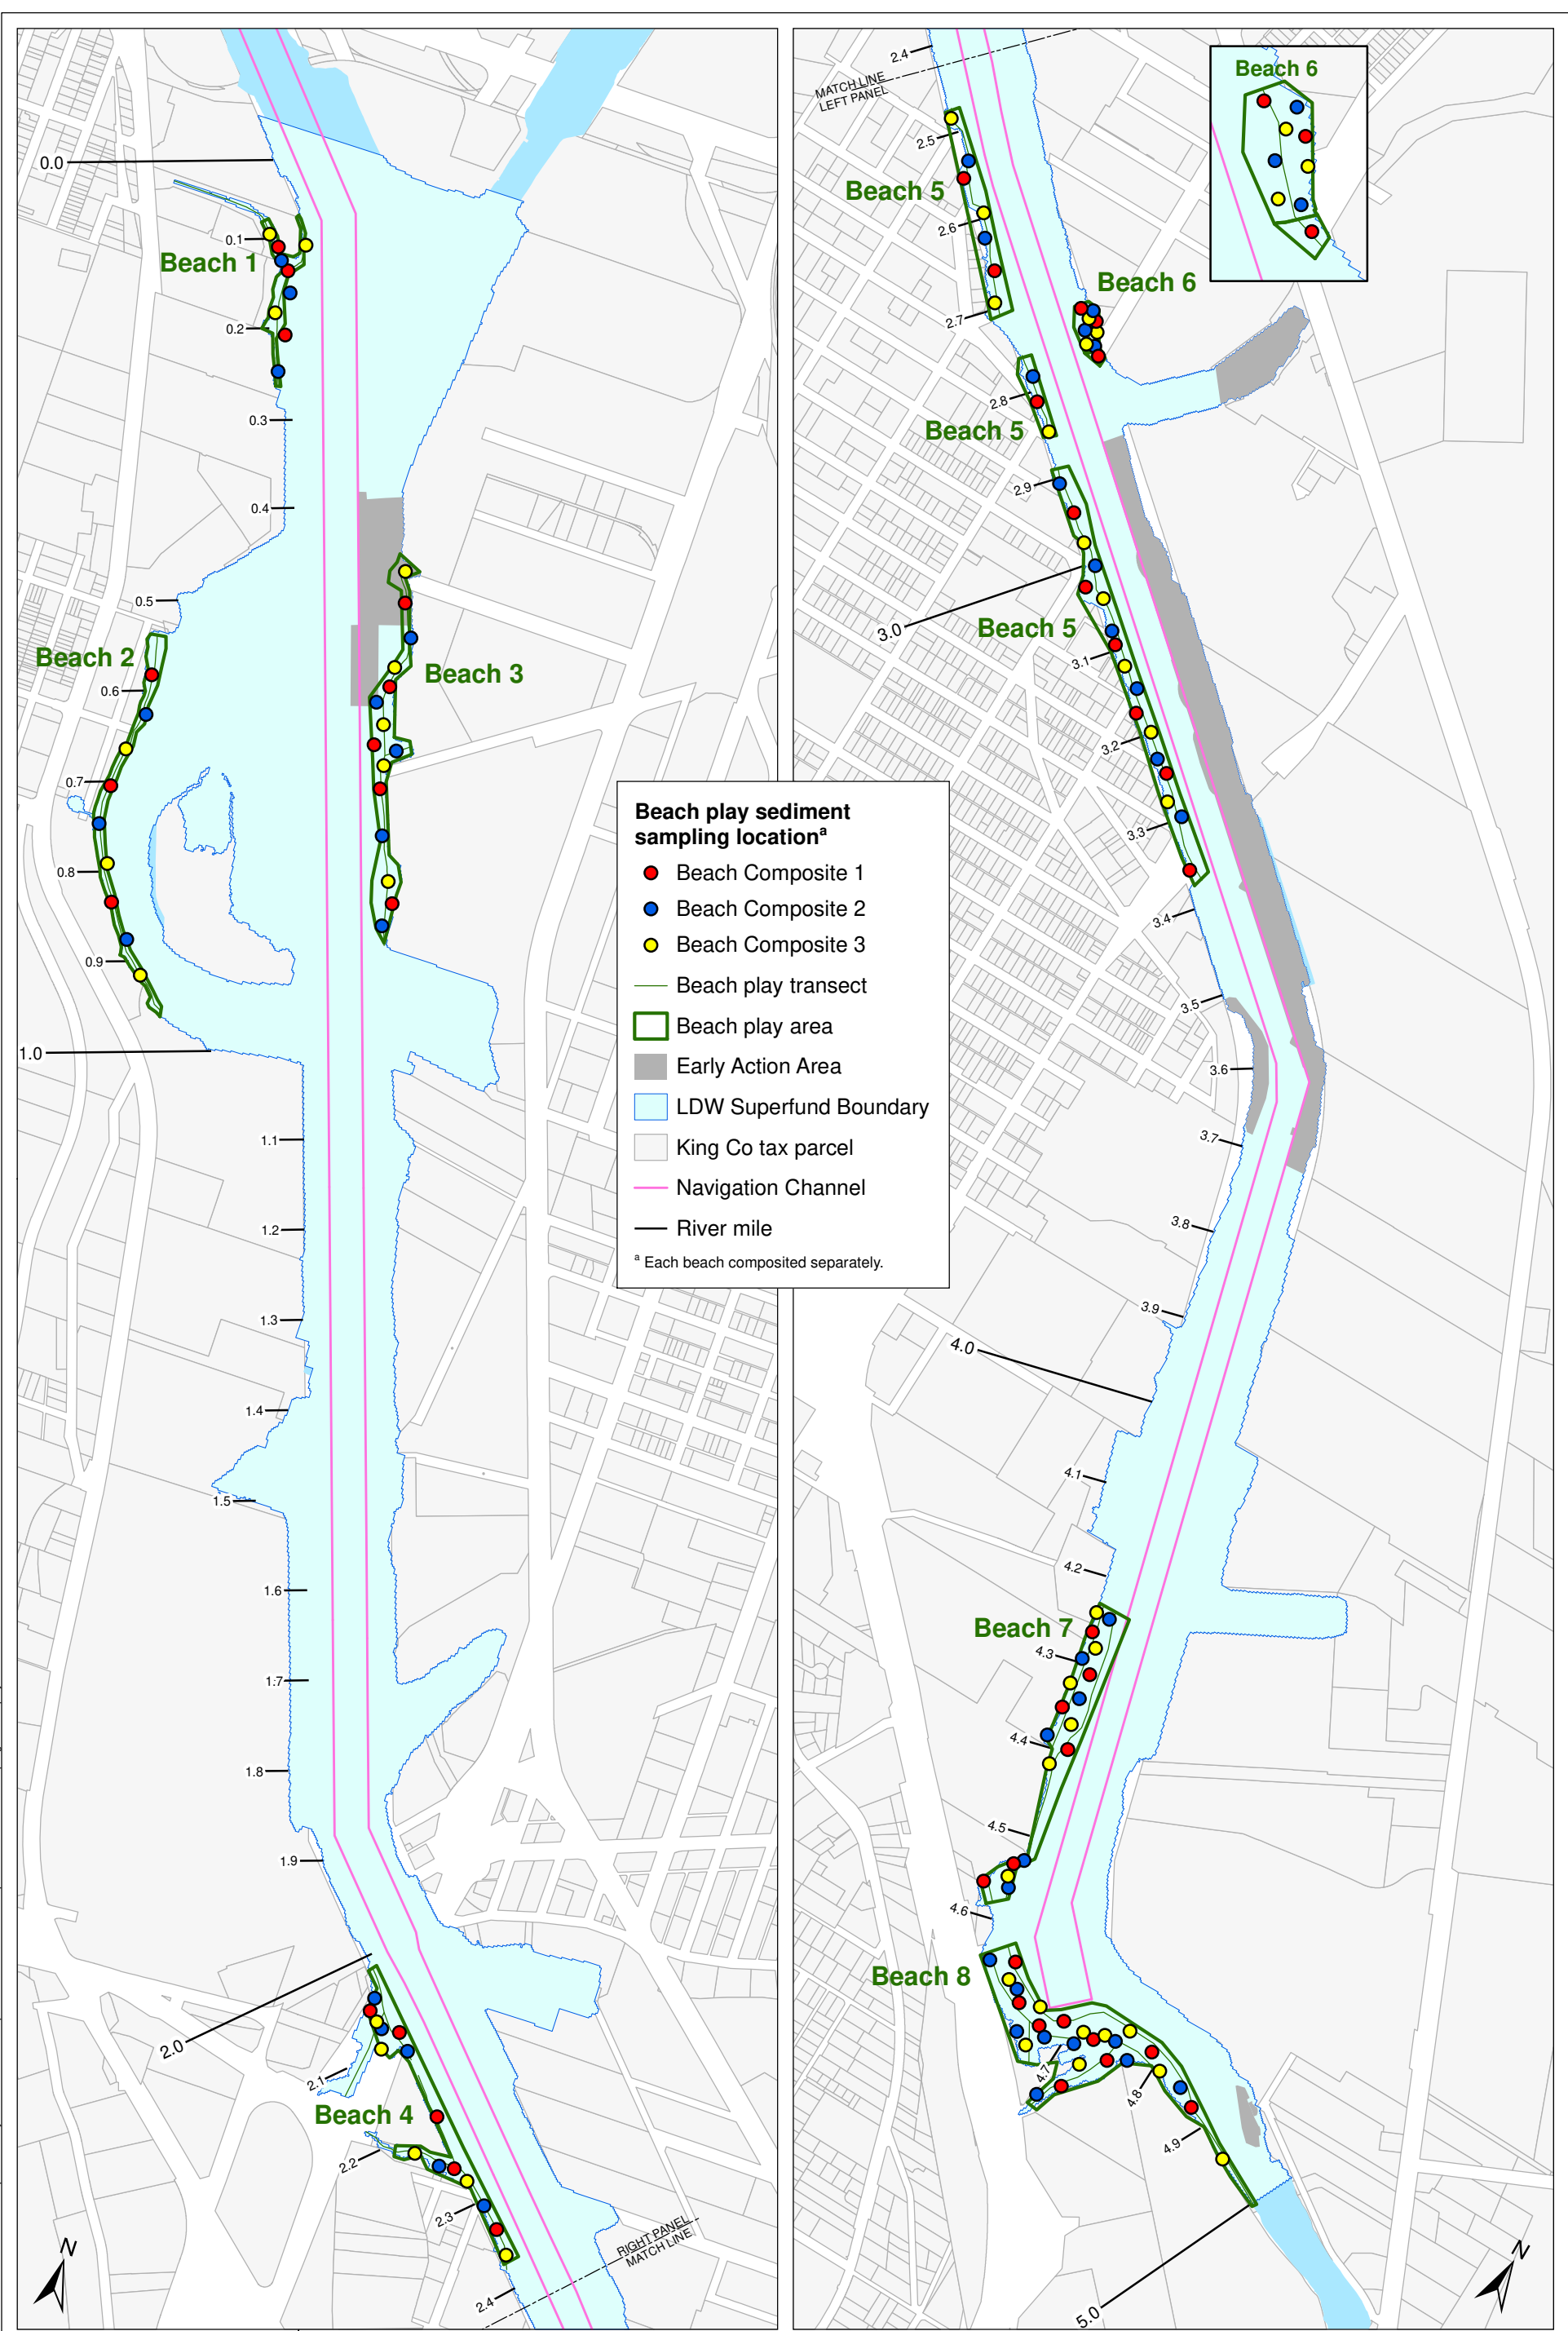 0.0
0.1
Beach 1
0.2
0.3
0.4
0.5
Beach 2
0.6
Beach 3
0.7
0.8
0.9
1.0
1.1
1.2
1.3
1.4
1.5
1.6
1.7
1.8
1.9
2.0
2.1
Beach 4
2.2
2.3
RIGHT PANEL
MATCH LINE
2.4
N
Beach play sediment
sampling locationa
Beach Composite 1
Beach Composite 2
Beach Composite 3
Beach play transect
Beach play area
Early Action Area
LDW Superfund Boundary
King Co tax parcel
Navigation Channel
River mile
a Each beach composited separately.
2.4
MATCH LINE
LEFT PANEL
Beach 6
2.5
Beach 5
2.6
Beach 6
2.7
2.8
Beach 5
2.9
3.0
Beach 5
3.1
3.2
3.3
3.4
3.5
3.6
3.7
3.8
3.9
4.0
4.1
4.2
Beach 7
4.3
4.4
4.5
4.6
Beach 8
4.7
4.8
4.9
5.0
N